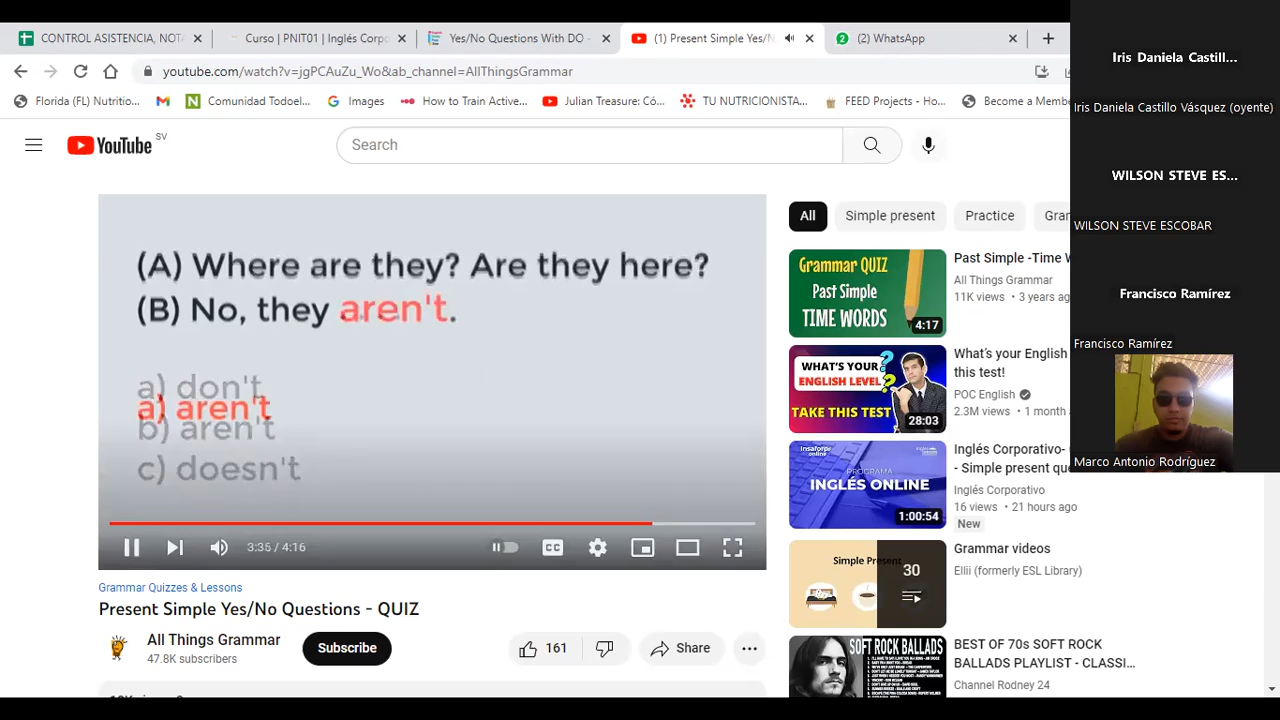 CONTROL ASISTENCIA, NOTA
Curso | PNIT01 | Inglés Corpo
Yes/No Questions With DO -
(1) Present Simple Yes/N
(2) WhatsApp
youtube.com/watch?v=jgPCAuZu_Wo&ab_channel=AllThingsGrammar
Florida (FL) Nutritio...
Comunidad Todoel...
Images
How to Train Active...
Julian Treasure: Có...
TU NUTRICIONISTA...
FEED Projects - Ho...
Become a Membe
YouTube SV
Search
(A) Where are they? Are they here?
(B) No, they aren't.
a) don't
a) aren't
b) aren't
c) doesn't
3:35 / 4:16
CC
Grammar Quizzes & Lessons
Present Simple Yes/No Questions - QUIZ
All Things Grammar
47.8K subscribers
Subscribe
161
Share
All
Simple present
Practice
Gra
Grammar QUIZ
Past Simple
TIME WORDS
4:17
Past Simple -Time W
All Things Grammar
11K views • 3 years ag
WHAT'S YOUR
ENGLISH LEVEL?
TAKE THIS TEST
28:03
What's your English
this test!
POC English
2.3M views • 1 month
insaforp
online
PROGRAMA
INGLÉS ONLINE
1:00:54
Inglés Corporativo-
- Simple present que
Inglés Corporativo
16 views • 21 hours ago
New
Simple Present
30
Grammar videos
Ellii (formerly ESL Library)
SOFT ROCK
BALLADS
BEST OF 70s SOFT ROCK
BALLADS PLAYLIST - CLASSI...
Channel Rodney 24
Iris Daniela Castill...
Iris Daniela Castillo Vásquez (oyente)
WILSON STEVE ES...
WILSON STEVE ESCOBAR
Francisco Ramírez
Francisco Ramírez
Marco Antonio Rodríguez